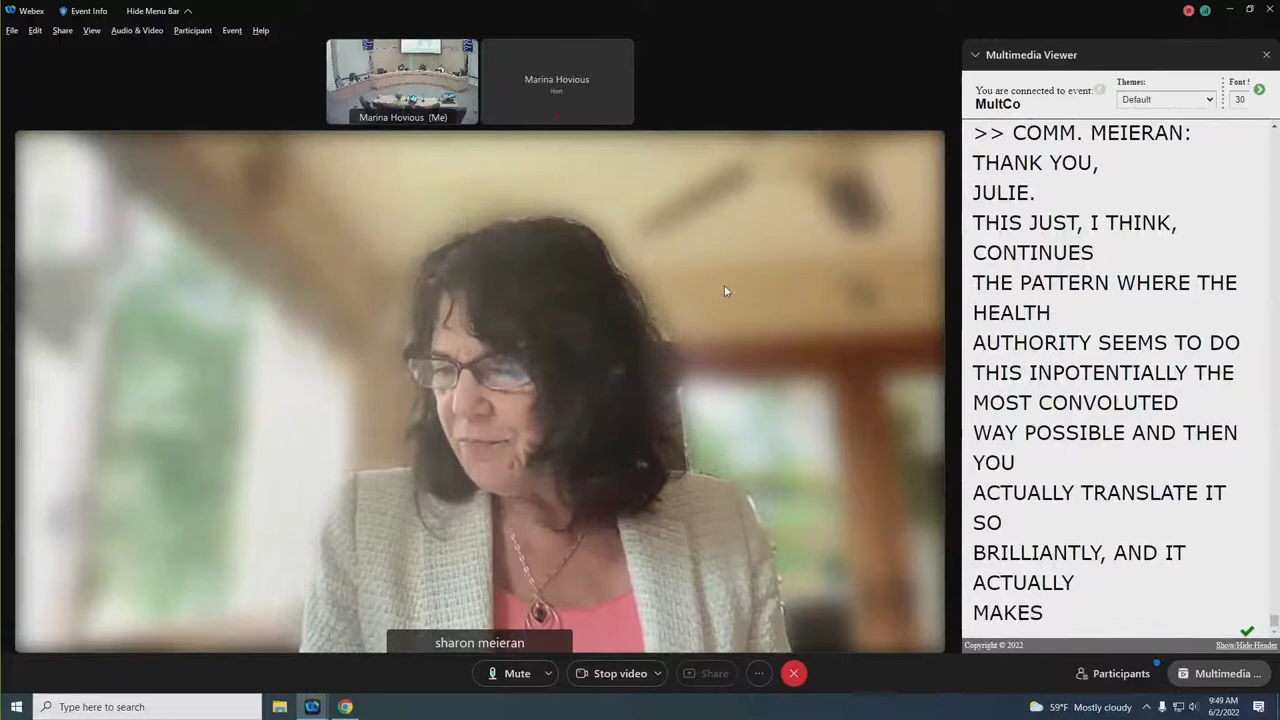 Webex
Event Info
Hide Menu Bar
File Edit Share View Audio & Video Participant Event Help
Marina Hovious (Me)
Marina Hovious
Host
Multimedia Viewer
You are connected to event:
MultCo
Themes:
Default
Font S
30
>> COMM. MEIERAN:
THANK YOU,
JULIE.
THIS JUST, I THINK,
CONTINUES
THE PATTERN WHERE THE
HEALTH
AUTHORITY SEEMS TO DO
THIS INPOTENTIALLY THE
MOST CONVOLUTED
WAY POSSIBLE AND THEN
YOU
ACTUALLY TRANSLATE IT
SO
BRILLIANTLY, AND IT
ACTUALLY
MAKES
sharon meieran
Copyright © 2022
Show/Hide Header
Mute
Stop video
Share
Participants
Multimedia ...
Type here to search
59°F Mostly cloudy
9:49 AM
6/2/2022